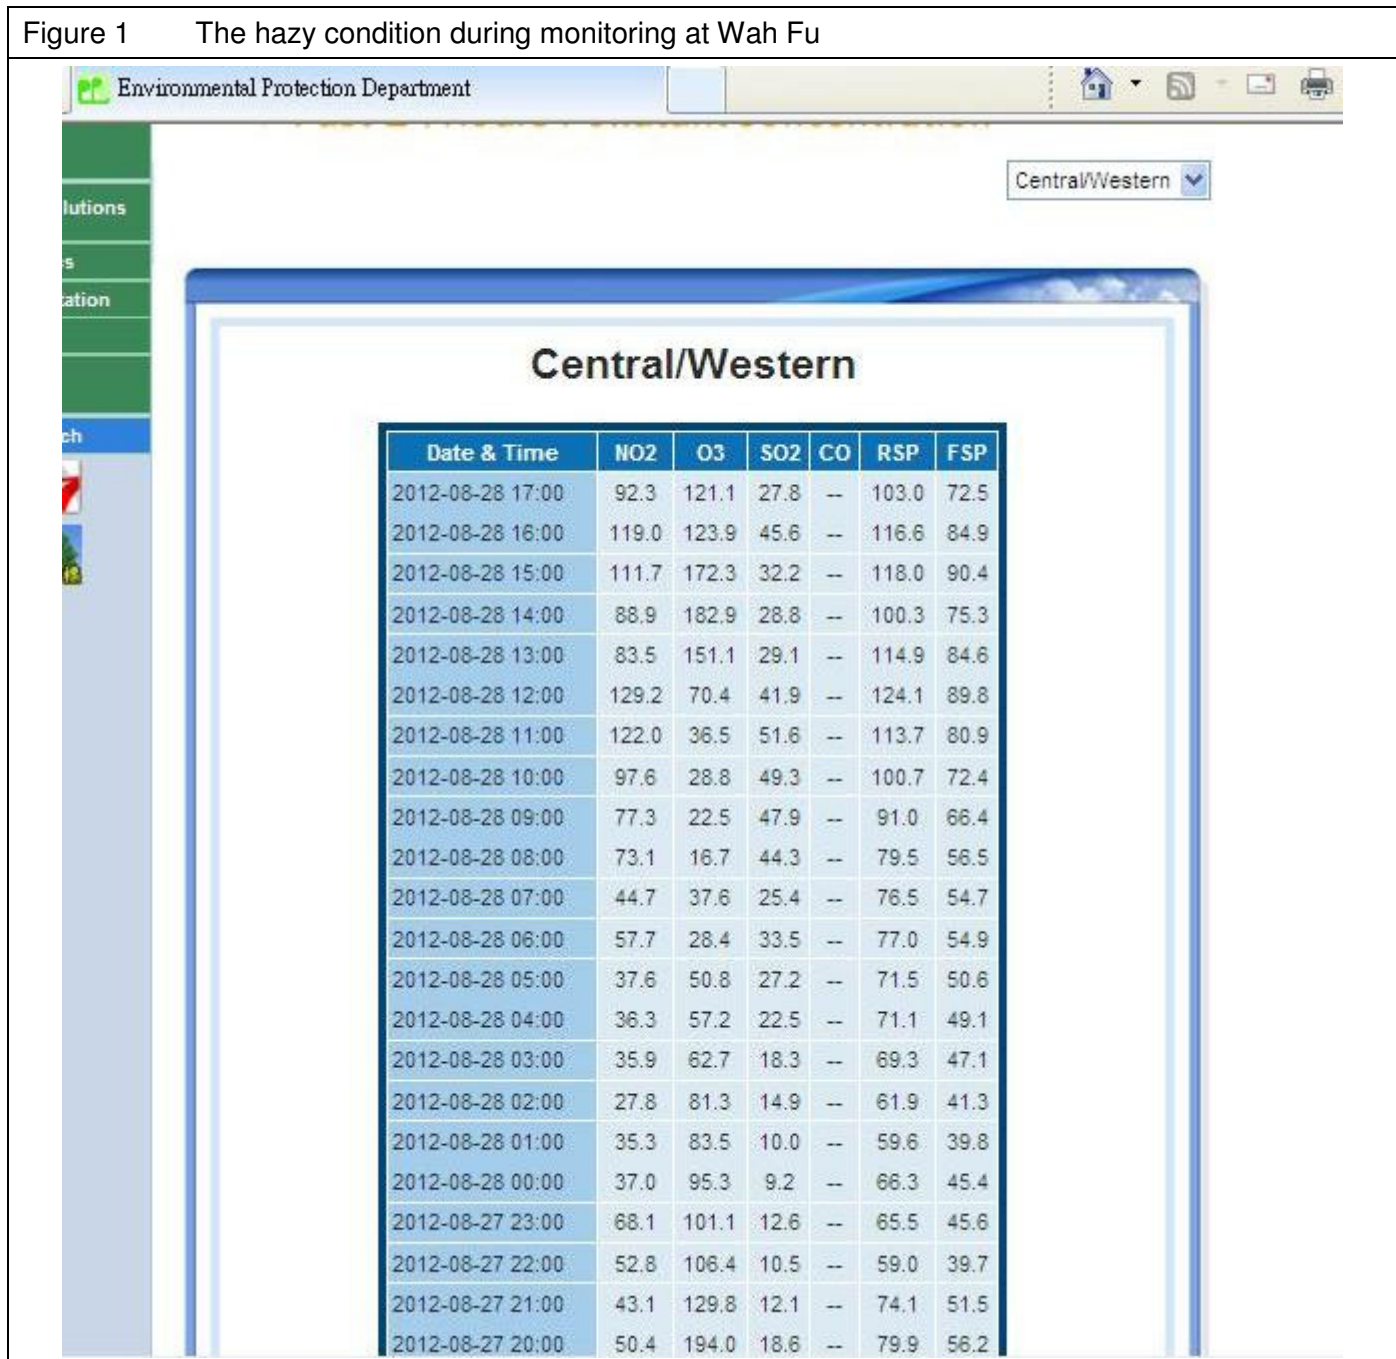 Figure 1 The hazy condition during monitoring at Wah Fu
Environmental Protection Department
Central/Western
lutions
s
ation
ch
Central/Western
Date & Time NO2 O3 SO2 CO RSP FSP
2012-08-28 17:00 92.3 121.1 27.8 -- 103.0 72.5
2012-08-28 16:00 119.0 123.9 45.6 -- 116.6 84.9
2012-08-28 15:00 111.7 172.3 32.2 -- 118.0 90.4
2012-08-28 14:00 88.9 182.9 28.8 -- 100.3 75.3
2012-08-28 13:00 83.5 151.1 29.1 -- 114.9 84.6
2012-08-28 12:00 129.2 70.4 41.9 -- 124.1 89.8
2012-08-28 11:00 122.0 36.5 51.6 -- 113.7 80.9
2012-08-28 10:00 97.6 28.8 49.3 -- 100.7 72.4
2012-08-28 09:00 77.3 22.5 47.9 -- 91.0 66.4
2012-08-28 08:00 73.1 16.7 44.3 -- 79.5 56.5
2012-08-28 07:00 44.7 37.6 25.4 -- 76.5 54.7
2012-08-28 06:00 57.7 28.4 33.5 -- 77.0 54.9
2012-08-28 05:00 37.6 50.8 27.2 -- 71.5 50.6
2012-08-28 04:00 36.3 57.2 22.5 -- 71.1 49.1
2012-08-28 03:00 35.9 62.7 18.3 -- 69.3 47.1
2012-08-28 02:00 27.8 81.3 14.9 -- 61.9 41.3
2012-08-28 01:00 35.3 83.5 10.0 -- 59.6 39.8
2012-08-28 00:00 37.0 95.3 9.2 -- 66.3 45.4
2012-08-27 23:00 68.1 101.1 12.6 -- 65.5 45.6
2012-08-27 22:00 52.8 106.4 10.5 -- 59.0 39.7
2012-08-27 21:00 43.1 129.8 12.1 -- 74.1 51.5
2012-08-27 20:00 50.4 194.0 18.6 -- 79.9 56.2